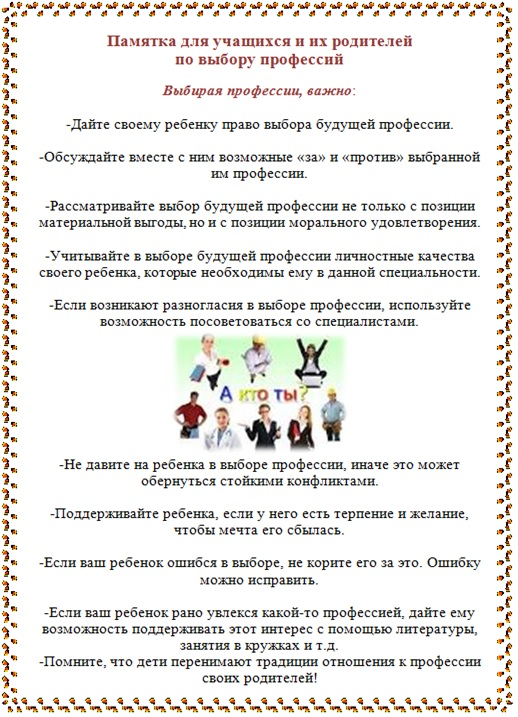 Памятка для учащихся и их родителей
по выбору профессий
Выбирая профессии, важно:
-Дайте своему ребенку право выбора будущей профессии.
-Обсуждайте вместе с ним возможные «за» и «против» выбранной
им профессии.
-Рассматривайте выбор будущей профессии не только с позиции
материальной выгоды, но и с позиции морального удовлетворения.
-Учитывайте в выборе будущей профессии личностные качества
своего ребенка, которые необходимы ему в данной специальности.
-Если возникают разногласия в выборе профессии, используйте
возможность посоветоваться со специалистами.
А кто ты?
-Не давите на ребенка в выборе профессии, иначе это может
обернуться стойкими конфликтами.
-Поддерживайте ребенка, если у него есть терпение и желание,
чтобы мечта его сбылась.
-Если ваш ребенок ошибся в выборе, не корите его за это. Ошибку
можно исправить.
-Если ваш ребенок рано увлекся какой-то профессией, дайте ему
возможность поддерживать этот интерес с помощью литературы,
занятия в кружках и т.д.
-Помните, что дети перенимают традиции отношения к профессии
своих родителей!